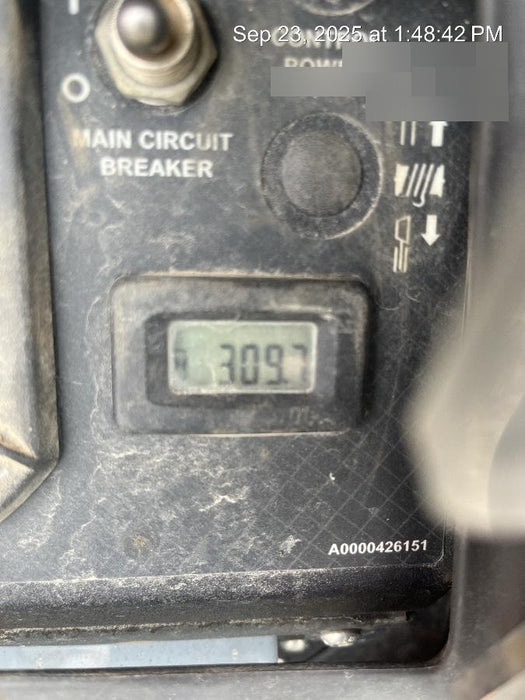 Sep 23, 2025 at 1:48:42 PM
I
O
MAIN CIRCUIT
BREAKER
309.7
A0000426151